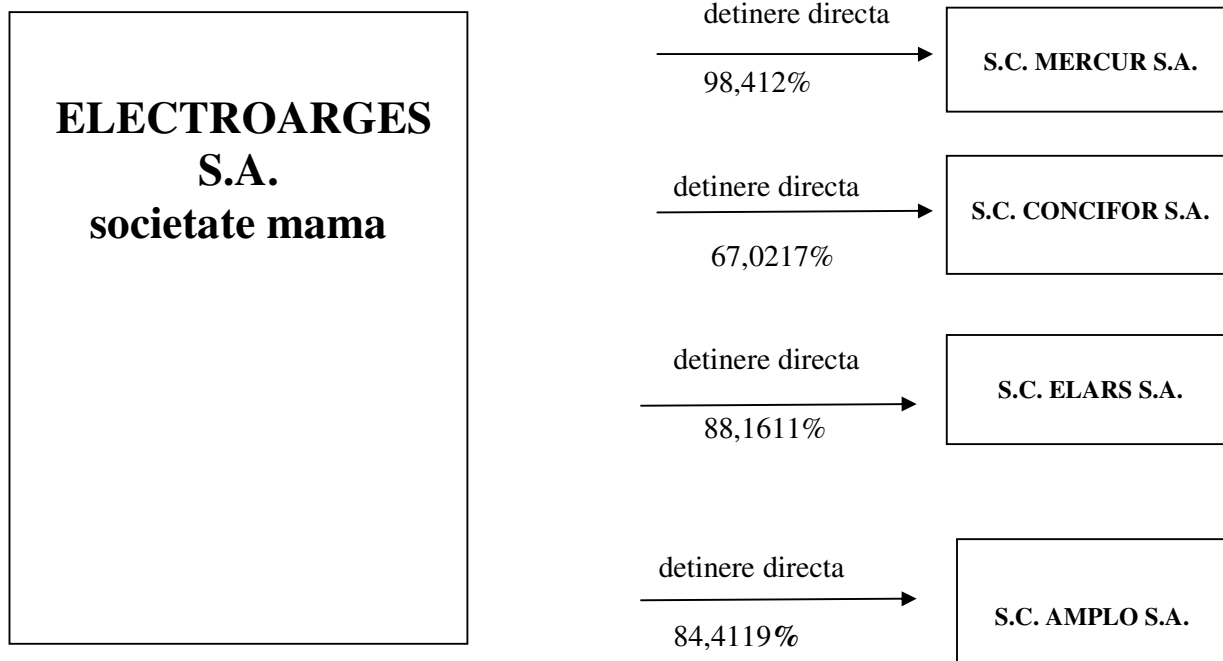 ELECTROARGES
S.A.
societate mama
detinere directa
98,412%
S.C. MERCUR S.A.
detinere directa
67,0217%
S.C. CONCIFOR S.A.
detinere directa
88,1611%
S.C. ELARS S.A.
detinere directa
84,4119%
S.C. AMPLO S.A.